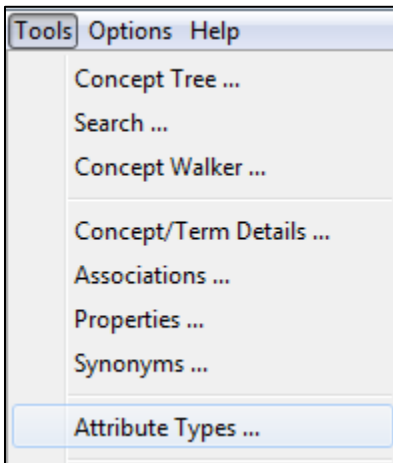 Tools Options Help
Concept Tree ...
Search ...
Concept Walker ...
Concept/Term Details ...
Associations ...
Properties ...
Synonyms ...
Attribute Types ...